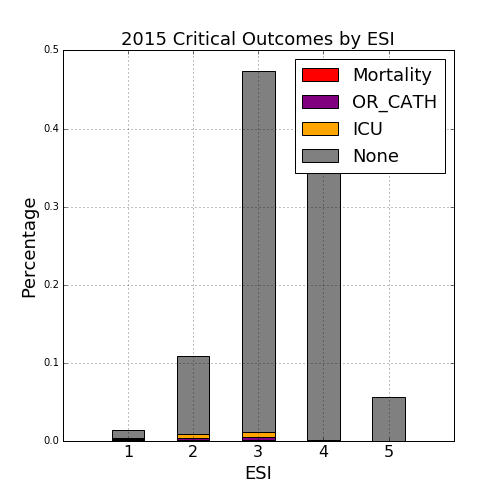 2015 Critical Outcomes by ESI
Mortality
OR_CATH
ICU
None
0.5
0.4
0.3
0.2
0.1
0.0
Percentage
1 2 3 4 5
ESI